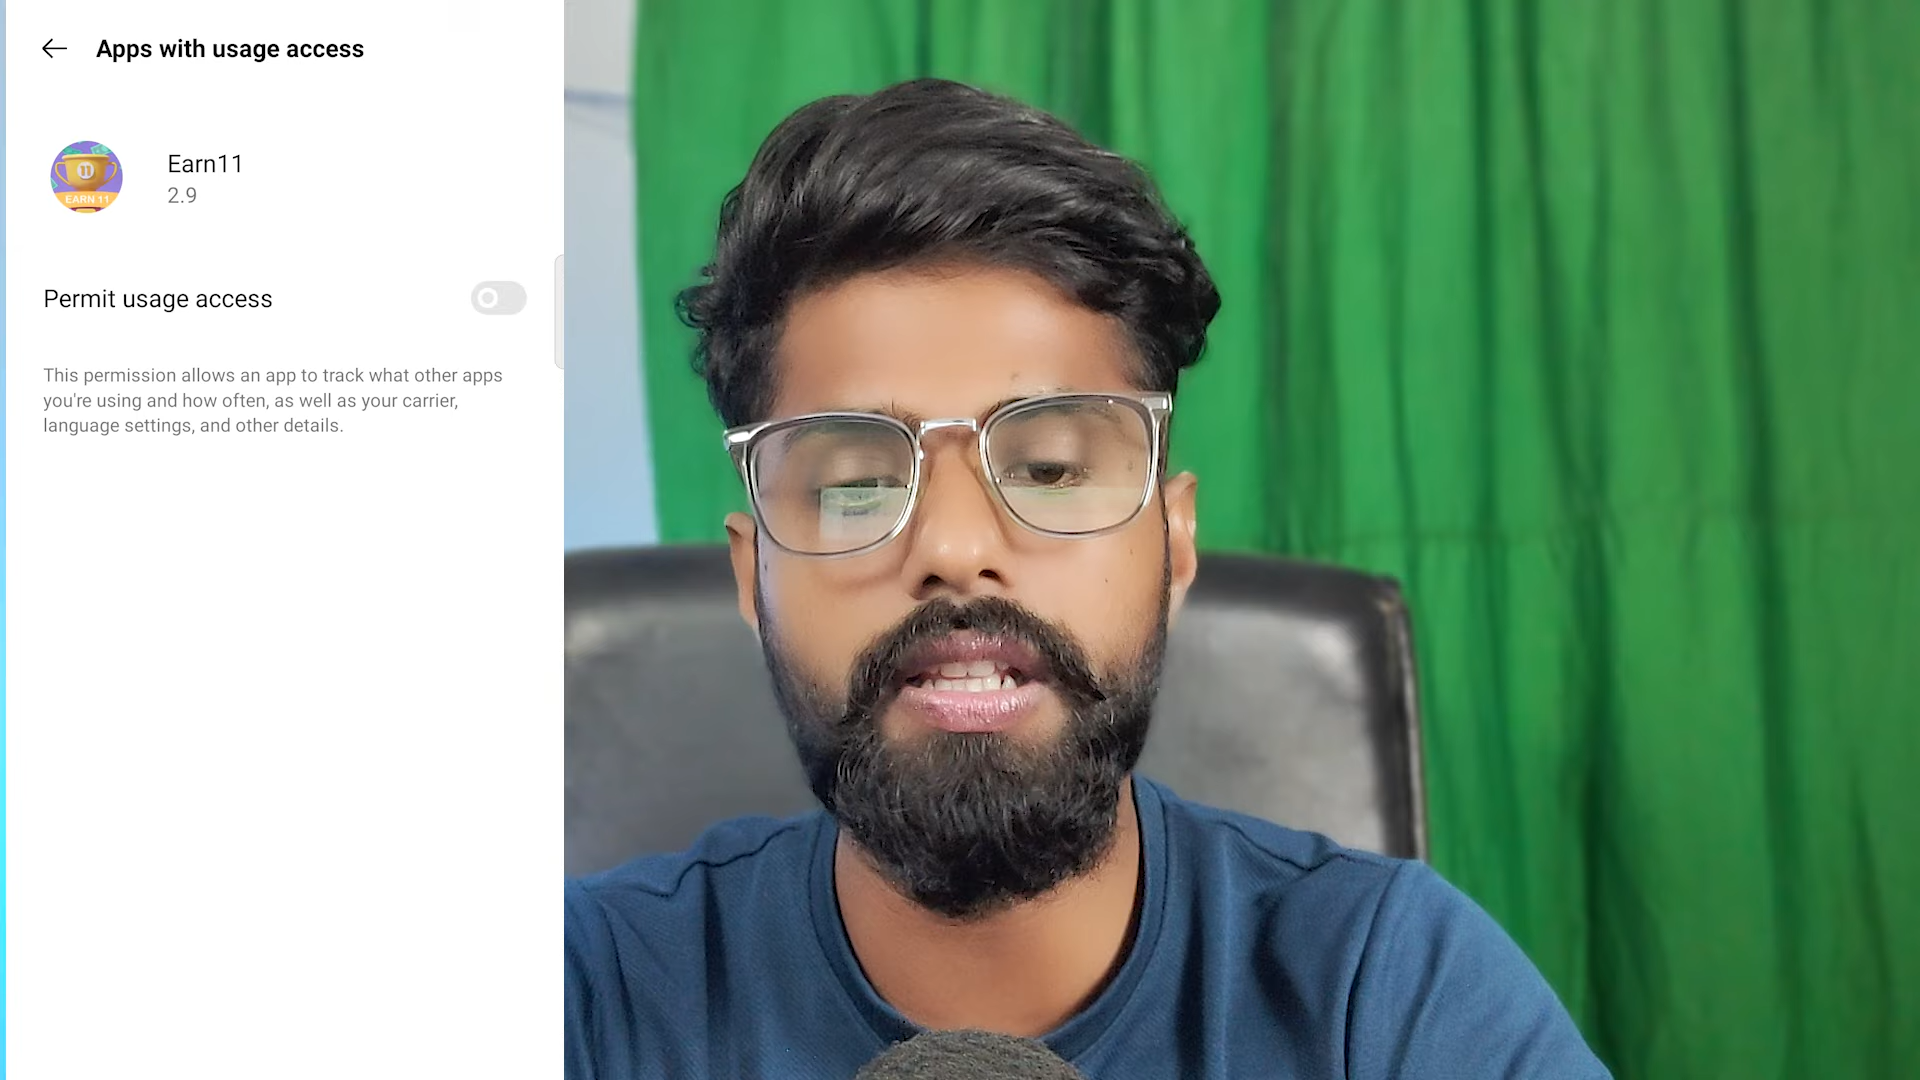 Apps with usage access
EARN 11
Earn11
2.9
Permit usage access
This permission allows an app to track what other apps
you're using and how often, as well as your carrier,
language settings, and other details.